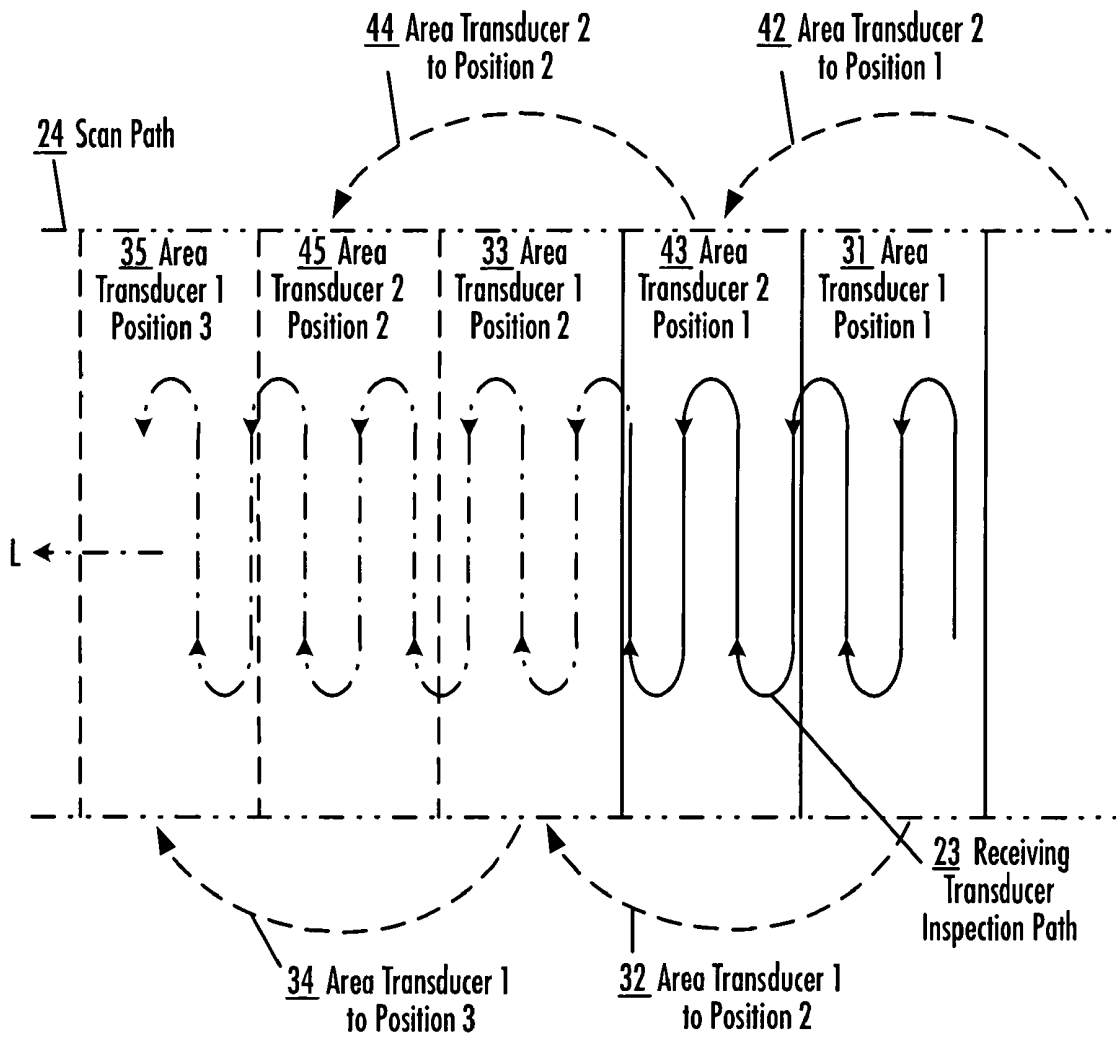 44 Area Transducer 2
to Position 2
42 Area Transducer 2
to Position 1
24 Scan Path
35 Area
Transducer 1
Position 3
45 Area
Transducer 2
Position 2
33 Area
Transducer 1
Position 2
43 Area
Transducer 2
Position 1
31 Area
Transducer 1
Position 1
L
23 Receiving
Transducer
Inspection Path
34 Area Transducer 1
to Position 3
32 Area Transducer 1
to Position 2